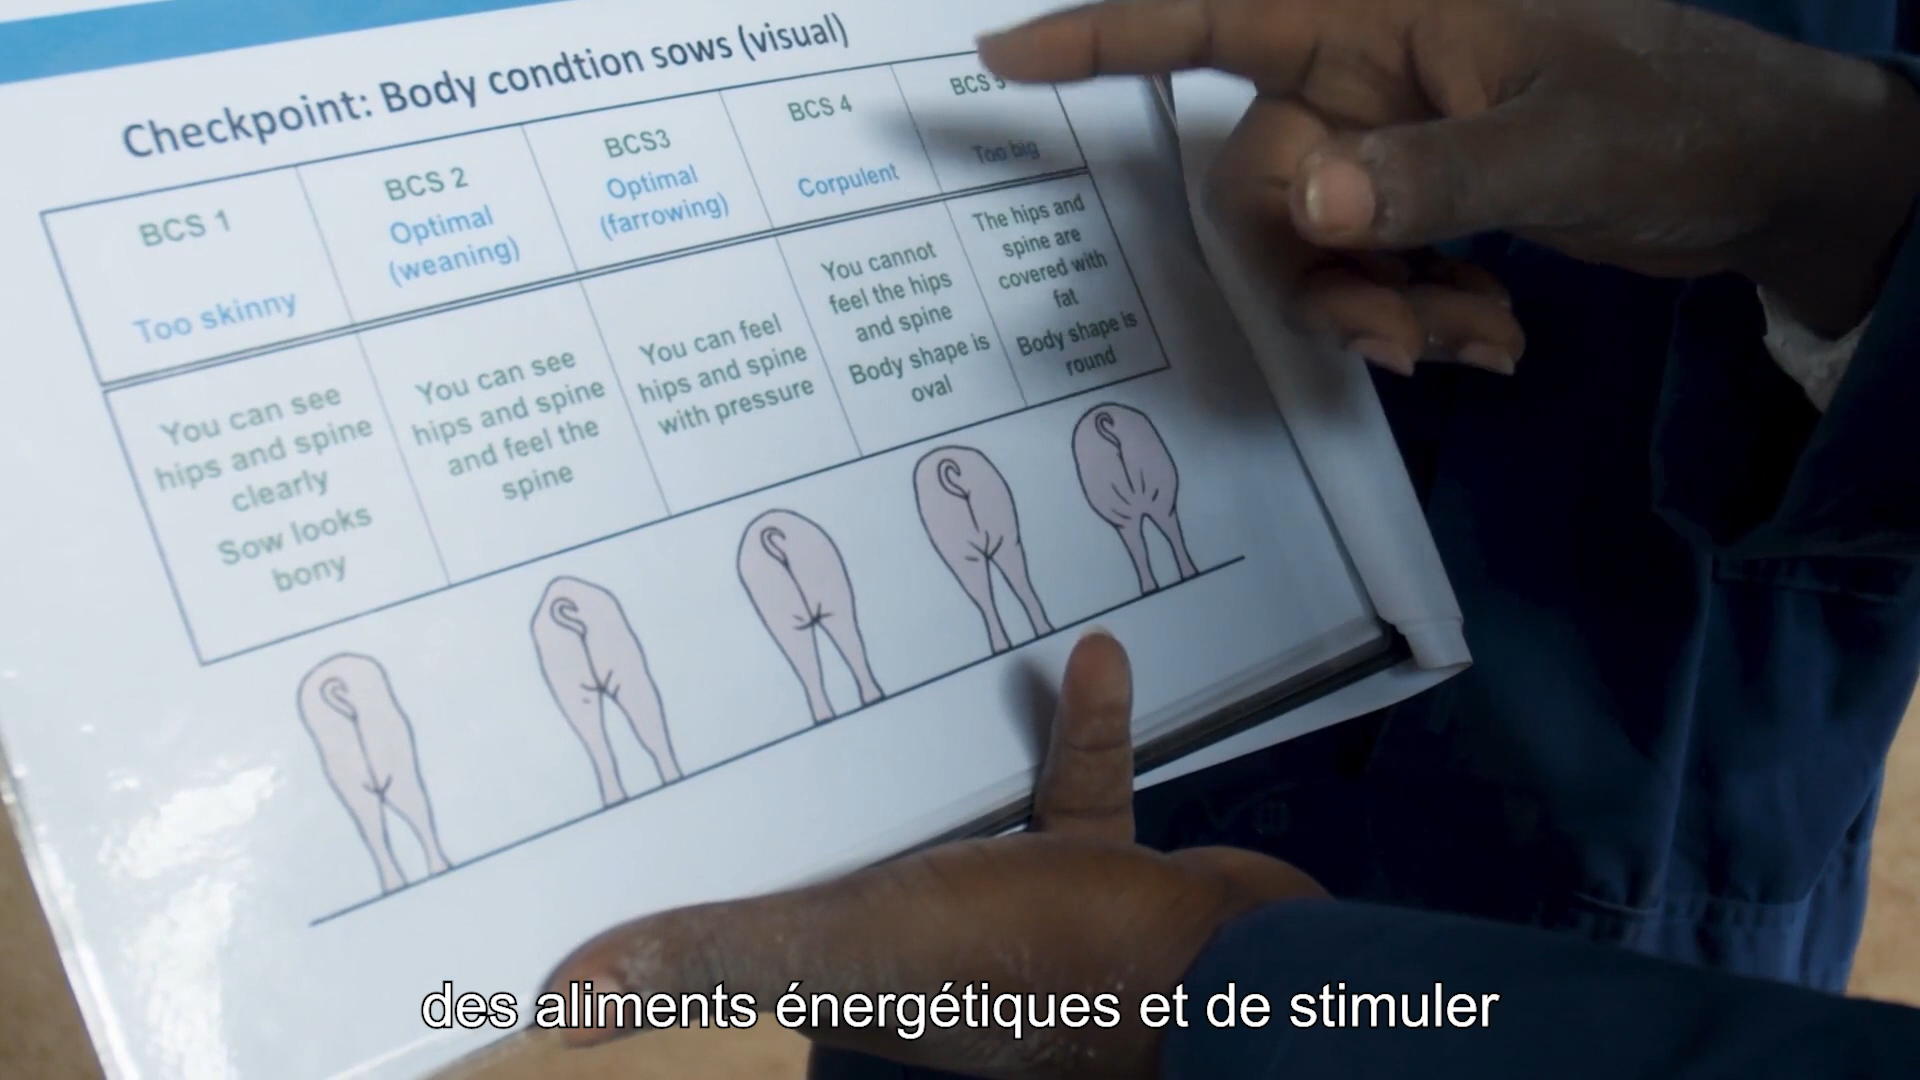 Checkpoint: Body condtion sows (visual)
BCS 1
Too skinny
BCS 2
Optimal
(weaning)
BCS3
Optimal
(farrowing)
BCS 4
Corpulent
BCS 5
Too big
You can see
hips and spine
clearly
Sow looks
bony
You can see
hips and spine
and feel the
spine
You can feel
hips and spine
with pressure
You cannot
feel the hips
and spine
Body shape is
oval
The hips and
spine are
covered with
fat
Body shape is
round
des aliments énergétiques et de stimuler